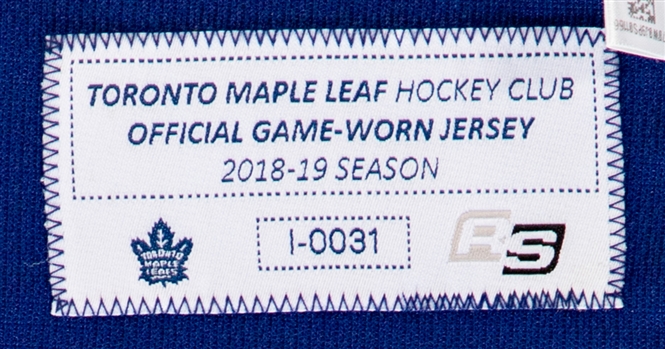 TORONTO MAPLE LEAF HOCKEY CLUB
OFFICIAL GAME-WORN JERSEY
2018-19 SEASON
TORONTO
MAPLE
LEAFS
I-0031
RS